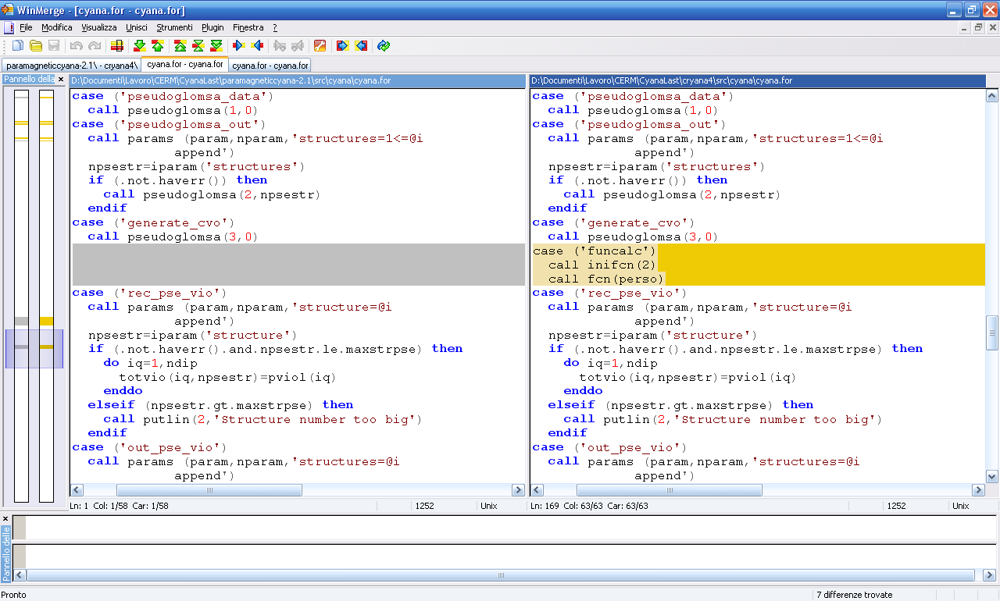 WinMerge - [cyana.for - cyana.for]
File Modifica Visualizza Unisci Strumenti Plugin Finestra ?
paramagneticcyana-2.1\ - cryana4\ cyana.for - cyana.for cyana.for - cyana.for
Pannello della
D:\Documenti\Lavoro\CERM\CyanaLast\paramagneticcyana-2.1\src\cyana\cyana.for
case ('pseudoglomsa_data')
call pseudoglomsa(1,0)
case ('pseudoglomsa_out')
call params (param,nparam,'structures=1<=@i
append')
npsestr=iparam('structures')
if (.not.haverr()) then
call pseudoglomsa(2,npsestr)
endif
case ('generate_cvo')
call pseudoglomsa(3,0)
case ('rec_pse_vio')
call params (param,nparam,'structure=@i
append')
npsestr=iparam('structure')
if (.not.haverr().and.npsestr.le.maxstrpse) then
do iq=1,ndip
totvio(iq,npsestr)=pviol(iq)
enddo
elseif (npsestr.gt.maxstrpse) then
call putlin(2,'Structure number too big')
endif
case ('out_pse_vio')
call params (param,nparam,'structures=@i
append')
Ln: 1 Col: 1/58 Car: 1/58 1252 Unix
D:\Documenti\Lavoro\CERM\CyanaLast\cryana4\src\cyana\cyana.for
case ('pseudoglomsa_data')
call pseudoglomsa(1,0)
case ('pseudoglomsa_out')
call params (param,nparam,'structures=1<=@i
append')
npsestr=iparam('structures')
if (.not.haverr()) then
call pseudoglomsa(2,npsestr)
endif
case ('generate_cvo')
call pseudoglomsa(3,0)
case ('funcalc')
call inifcn(2)
call fcn(perso)
case ('rec_pse_vio')
call params (param,nparam,'structure=@i
append')
npsestr=iparam('structure')
if (.not.haverr().and.npsestr.le.maxstrpse) then
do iq=1,ndip
totvio(iq,npsestr)=pviol(iq)
enddo
elseif (npsestr.gt.maxstrpse) then
call putlin(2,'Structure number too big')
endif
case ('out_pse_vio')
call params (param,nparam,'structures=@i
append')
Ln: 169 Col: 63/63 Car: 63/63 1252 Unix
Pannello delle
Pronto 7 differenze trovate